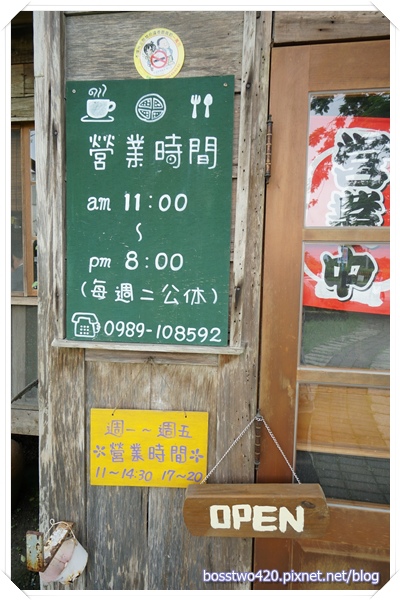 營業時間
am 11:00
~
pm 8:00
(每週二公休)
0989-108592
營業中
週一~週五
✲營業時間✲
11~14:30 17~20
OPEN
bosstwo420.pixnet.net/blog